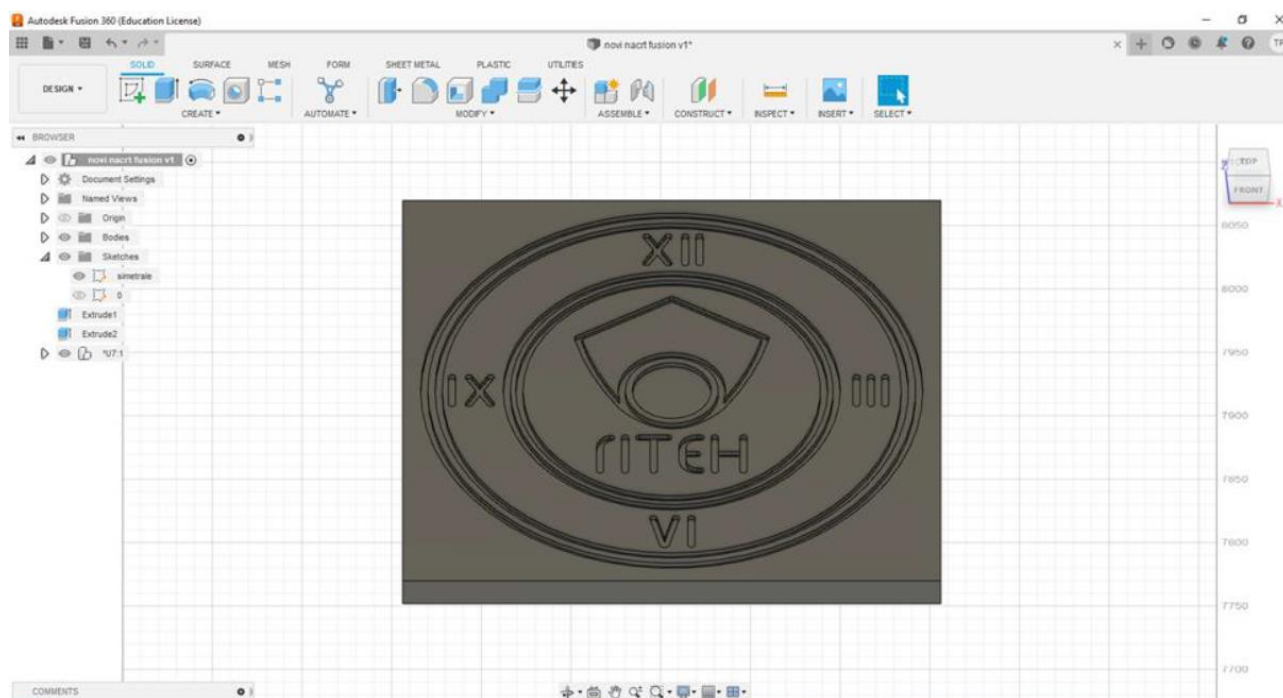 Autodesk Fusion 360 (Education License)
novi nacrt fusion v1*
SOLID SURFACE MESH FORM SHEET METAL PLASTIC UTILITIES
DESIGN
CREATE AUTOMATE MODIFY ASSEMBLE CONSTRUCT INSPECT INSERT SELECT
BROWSER
novi nacrt fusion v1
Document Settings
Named Views
Origin
Bodies
Sketches
simetrale
0
Extrude1
Extrude2
TOP
FRONT
X
8050
8000
7950
7900
7850
7800
7750
7700
XII
IX
III
RITEH
VI
COMMENTS